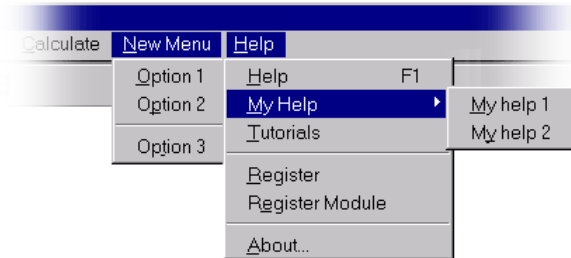 Calculate New Menu Help
Option 1
Option 2
Option 3
Help F1
My Help
Tutorials
Register
Register Module
About...
My help 1
My help 2